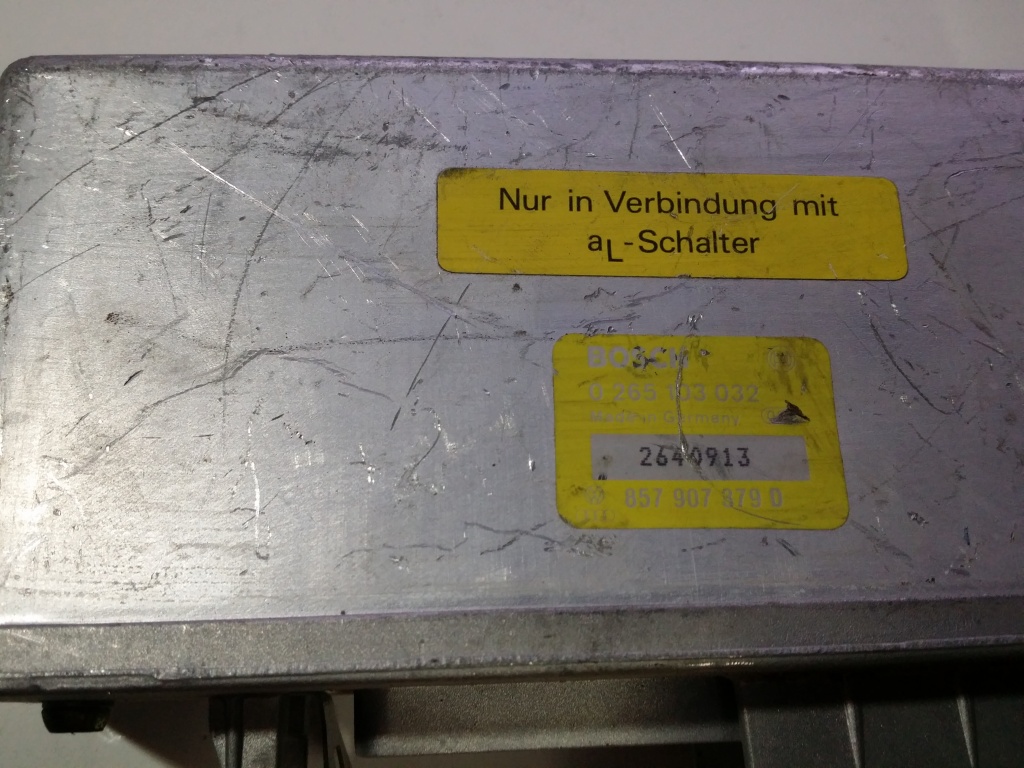 Nur in Verbindung mit
aL-Schalter
BOSCH
0 265 103 032
Made in Germany
2640913
857 907 379 D